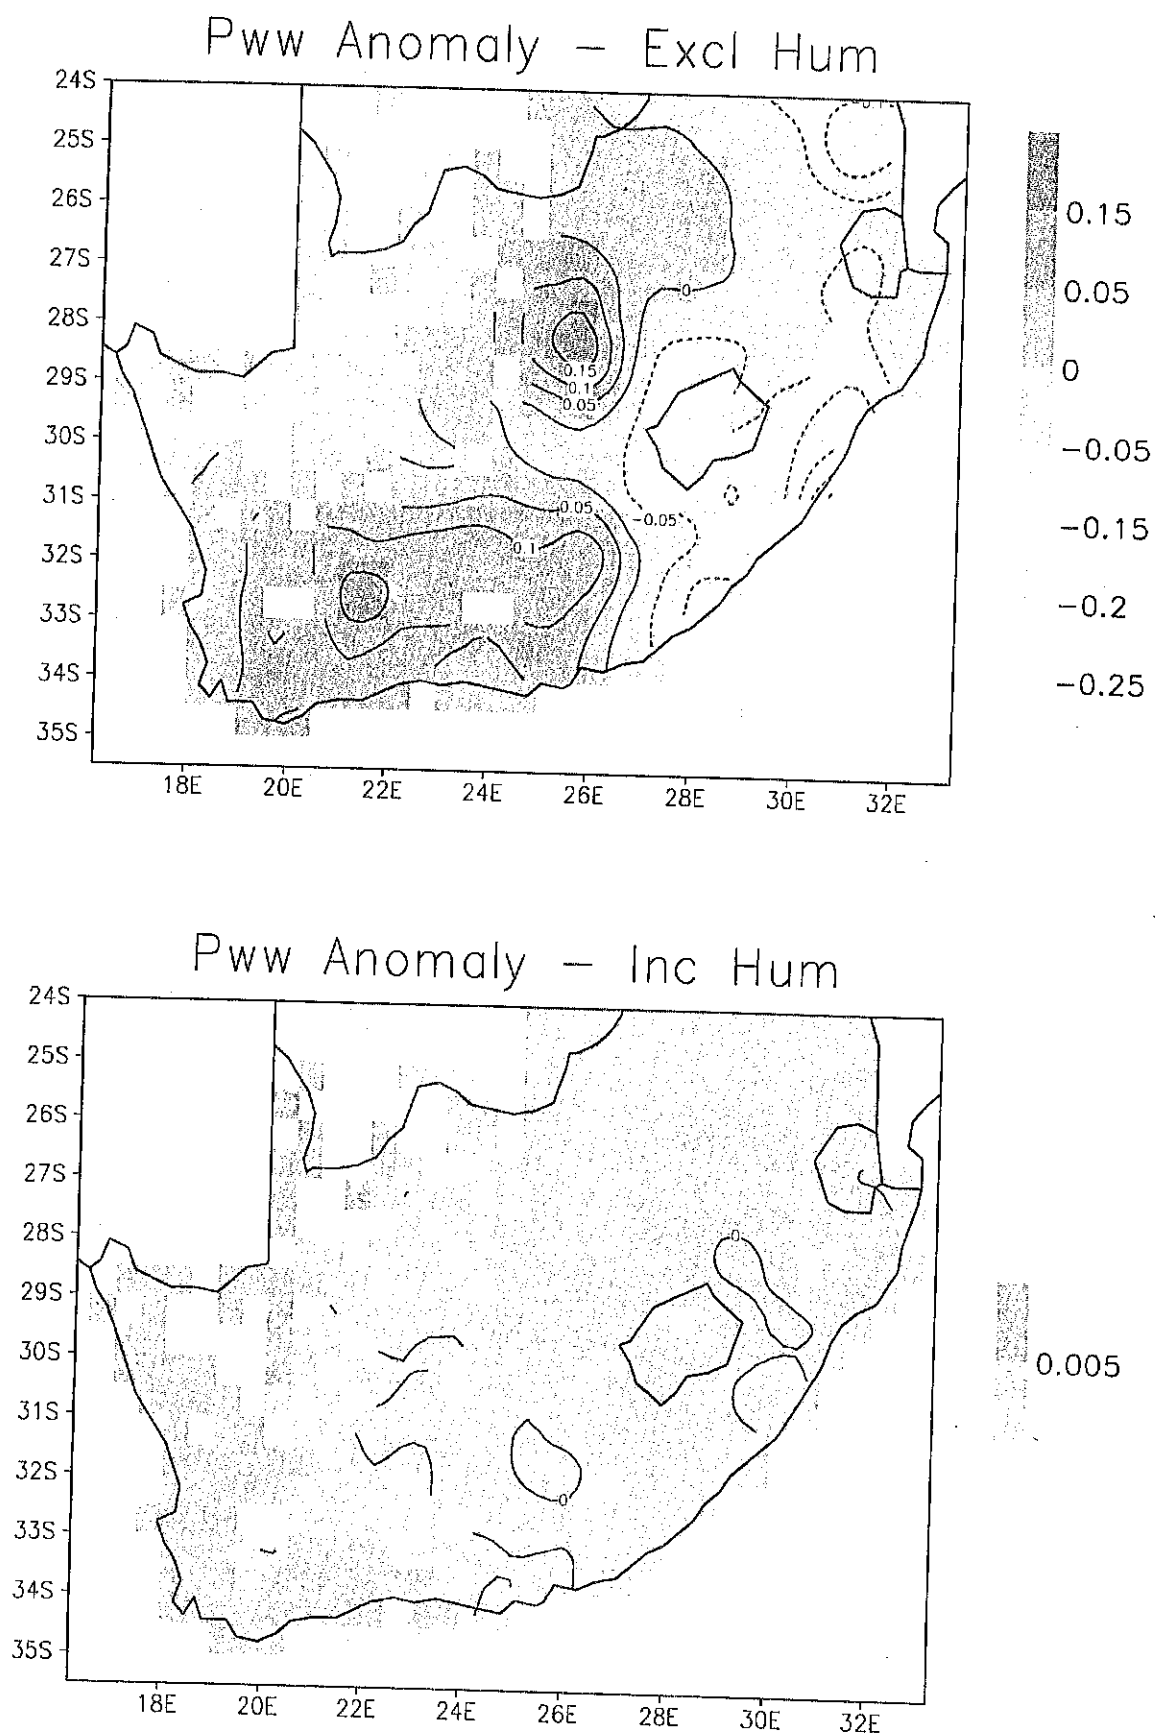 Pww Anomaly – Excl Hum
24S
25S
26S
27S
28S
29S
30S
31S
32S
33S
34S
35S
18E 20E 22E 24E 26E 28E 30E 32E
-0.1
0
0.15
0.1
0.05
0.05
-0.05
0.1
0.15
0.05
0
−0.05
−0.15
−0.2
−0.25
Pww Anomaly – Inc Hum
24S
25S
26S
27S
28S
29S
30S
31S
32S
33S
34S
35S
18E 20E 22E 24E 26E 28E 30E 32E
0
0
0.005